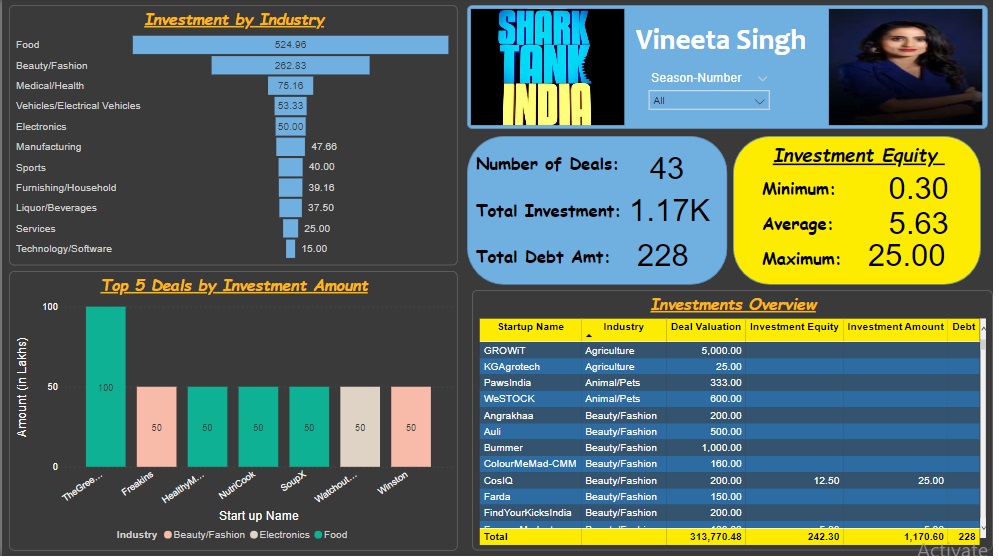 Investment by Industry
Food 524.96
Beauty/Fashion 262.83
Medical/Health 75.16
Vehicles/Electrical Vehicles 53.33
Electronics 50.00
Manufacturing 47.66
Sports 40.00
Furnishing/Household 39.16
Liquor/Beverages 37.50
Services 25.00
Technology/Software 15.00
SHARK
TANK
INDIA
Vineeta Singh
Season-Number
All
Number of Deals: 43
Total Investment: 1.17K
Total Debt Amt: 228
Investment Equity
Minimum: 0.30
Average: 5.63
Maximum: 25.00
Top 5 Deals by Investment Amount
Amount (in Lakhs)
100
50
0
100 50 50 50 50 50 50
TheGree... Freakins HealthyM... NutriCook SoupX Watchout... Winston
Start up Name
Industry Beauty/Fashion Electronics Food
Investments Overview
Startup Name Industry Deal Valuation Investment Equity Investment Amount Debt
GROWiT Agriculture 5,000.00
KGAgrotech Agriculture 25.00
PawsIndia Animal/Pets 333.00
WeSTOCK Animal/Pets 600.00
Angrakhaa Beauty/Fashion 200.00
Auli Beauty/Fashion 500.00
Bummer Beauty/Fashion 1,000.00
ColourMeMad-CMM Beauty/Fashion 160.00
CosIQ Beauty/Fashion 200.00 12.50 25.00
Farda Beauty/Fashion 150.00
FindYourKicksIndia Beauty/Fashion 200.00
Total 313,770.48 242.30 1,170.60 228
Activate